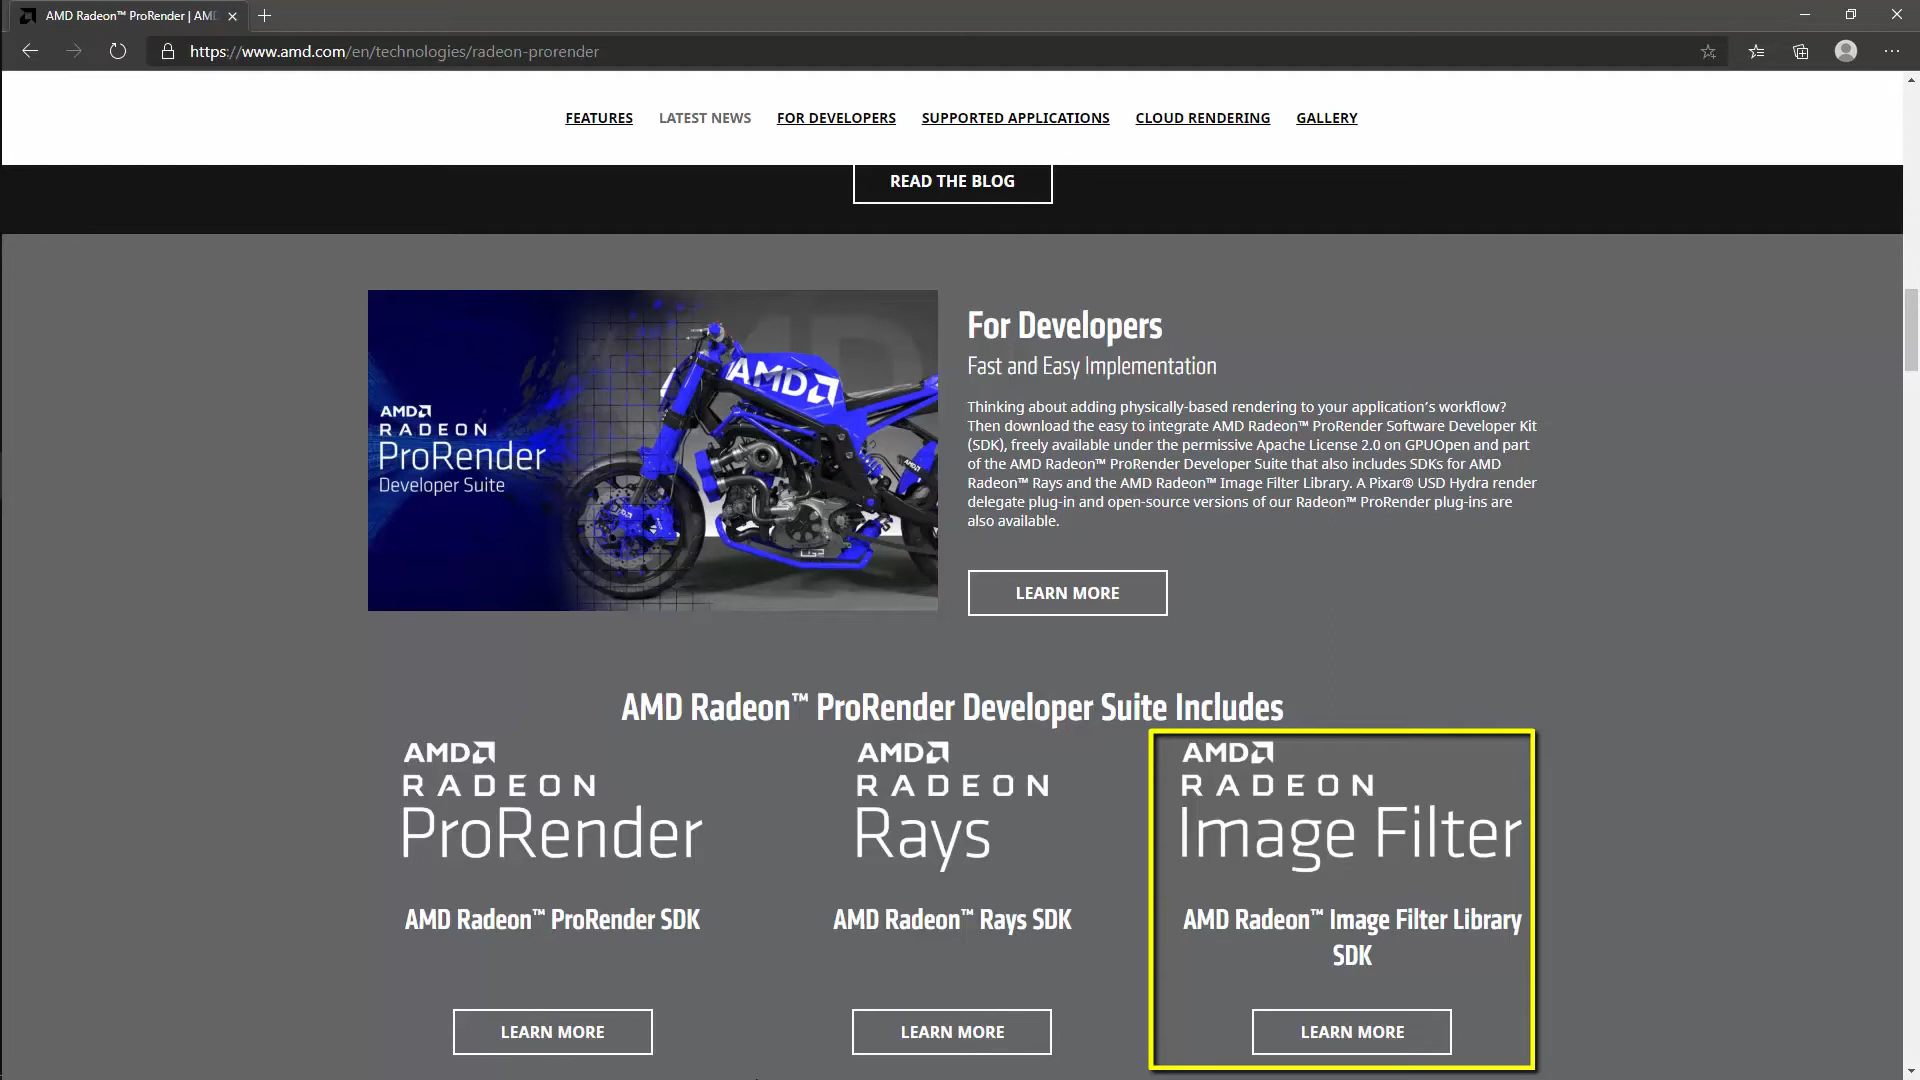 AMD Radeon™ ProRender | AMD
https://www.amd.com/en/technologies/radeon-prorender
FEATURES
LATEST NEWS
FOR DEVELOPERS
SUPPORTED APPLICATIONS
CLOUD RENDERING
GALLERY
READ THE BLOG
AMD
RADEON
ProRender
Developer Suite
AMD
For Developers
Fast and Easy Implementation
Thinking about adding physically-based rendering to your application’s workflow?
Then download the easy to integrate AMD Radeon™ ProRender Software Developer Kit
(SDK), freely available under the permissive Apache License 2.0 on GPUOpen and part
of the AMD Radeon™ ProRender Developer Suite that also includes SDKs for AMD
Radeon™ Rays and the AMD Radeon™ Image Filter Library. A Pixar® USD Hydra render
delegate plug-in and open-source versions of our Radeon™ ProRender plug-ins are
also available.
LEARN MORE
AMD Radeon™ ProRender Developer Suite Includes
AMD
RADEON
ProRender
AMD Radeon™ ProRender SDK
LEARN MORE
AMD
RADEON
Rays
AMD Radeon™ Rays SDK
LEARN MORE
AMD
RADEON
Image Filter
AMD Radeon™ Image Filter Library
SDK
LEARN MORE